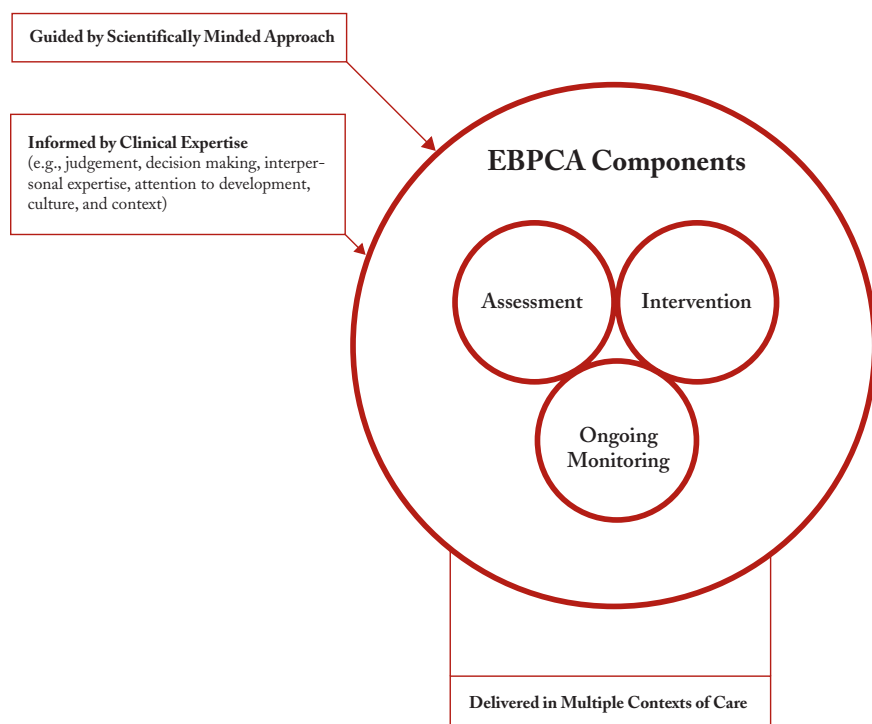 Guided by Scientifically Minded Approach
Informed by Clinical Expertise
(e.g., judgement, decision making, interper-
sonal expertise, attention to development,
culture, and context)
EBPCA Components
Assessment
Intervention
Ongoing
Monitoring
Delivered in Multiple Contexts of Care